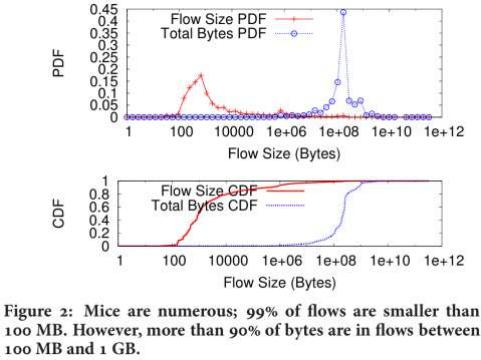 0.45
0.4
0.35
0.3
0.25
0.2
0.15
0.1
0.05
0
PDF
Flow Size PDF
Total Bytes PDF
1 100 10000 1e+06 1e+08 1e+10 1e+12
Flow Size (Bytes)
1
0.8
0.6
0.4
0.2
0
CDF
Flow Size CDF
Total Bytes CDF
1 100 10000 1e+06 1e+08 1e+10 1e+12
Flow Size (Bytes)
Figure 2: Mice are numerous; 99% of flows are smaller than
100 MB. However, more than 90% of bytes are in flows between
100 MB and 1 GB.